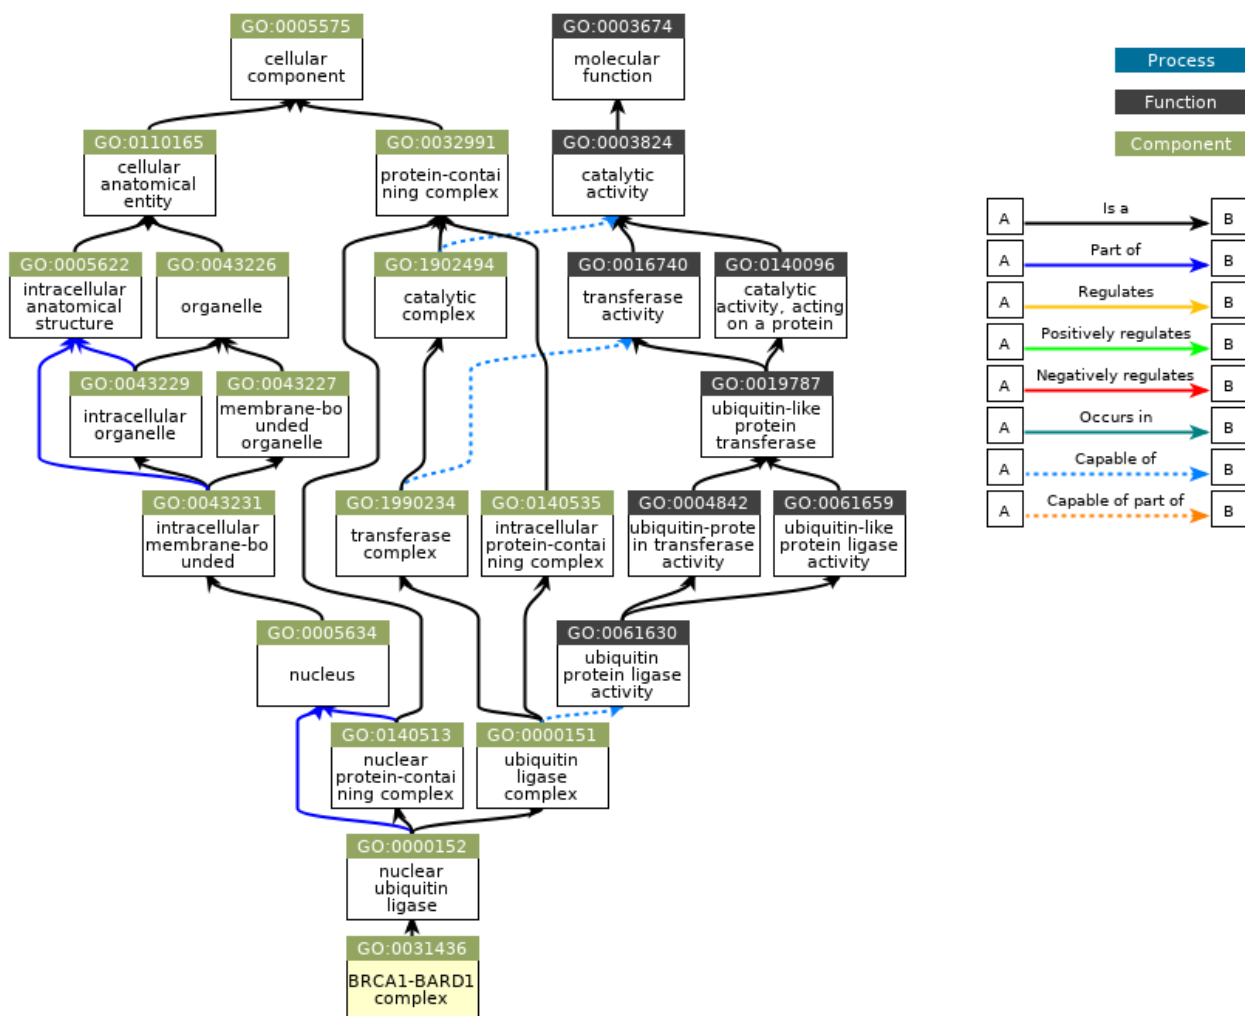 GO:0005575
cellular
component
GO:0003674
molecular
function
Process
Function
Component
GO:0110165
cellular
anatomical
entity
GO:0032991
protein-contai
ning complex
GO:0003824
catalytic
activity
GO:0005622
intracellular
anatomical
structure
GO:0043226
organelle
GO:1902494
catalytic
complex
GO:0016740
transferase
activity
GO:0140096
catalytic
activity, acting
on a protein
GO:0043229
intracellular
organelle
GO:0043227
membrane-bo
unded
organelle
GO:0019787
ubiquitin-like
protein
transferase
GO:0043231
intracellular
membrane-bo
unded
GO:1990234
transferase
complex
GO:0140535
intracellular
protein-contai
ning complex
GO:0004842
ubiquitin-prote
in transferase
activity
GO:0061659
ubiquitin-like
protein ligase
activity
GO:0005634
nucleus
GO:0061630
ubiquitin
protein ligase
activity
GO:0140513
nuclear
protein-contai
ning complex
GO:0000151
ubiquitin
ligase
complex
GO:0000152
nuclear
ubiquitin
ligase
GO:0031436
BRCA1-BARD1
complex
A Is a B
A Part of B
A Regulates B
A Positively regulates B
A Negatively regulates B
A Occurs in B
A Capable of B
A Capable of part of B